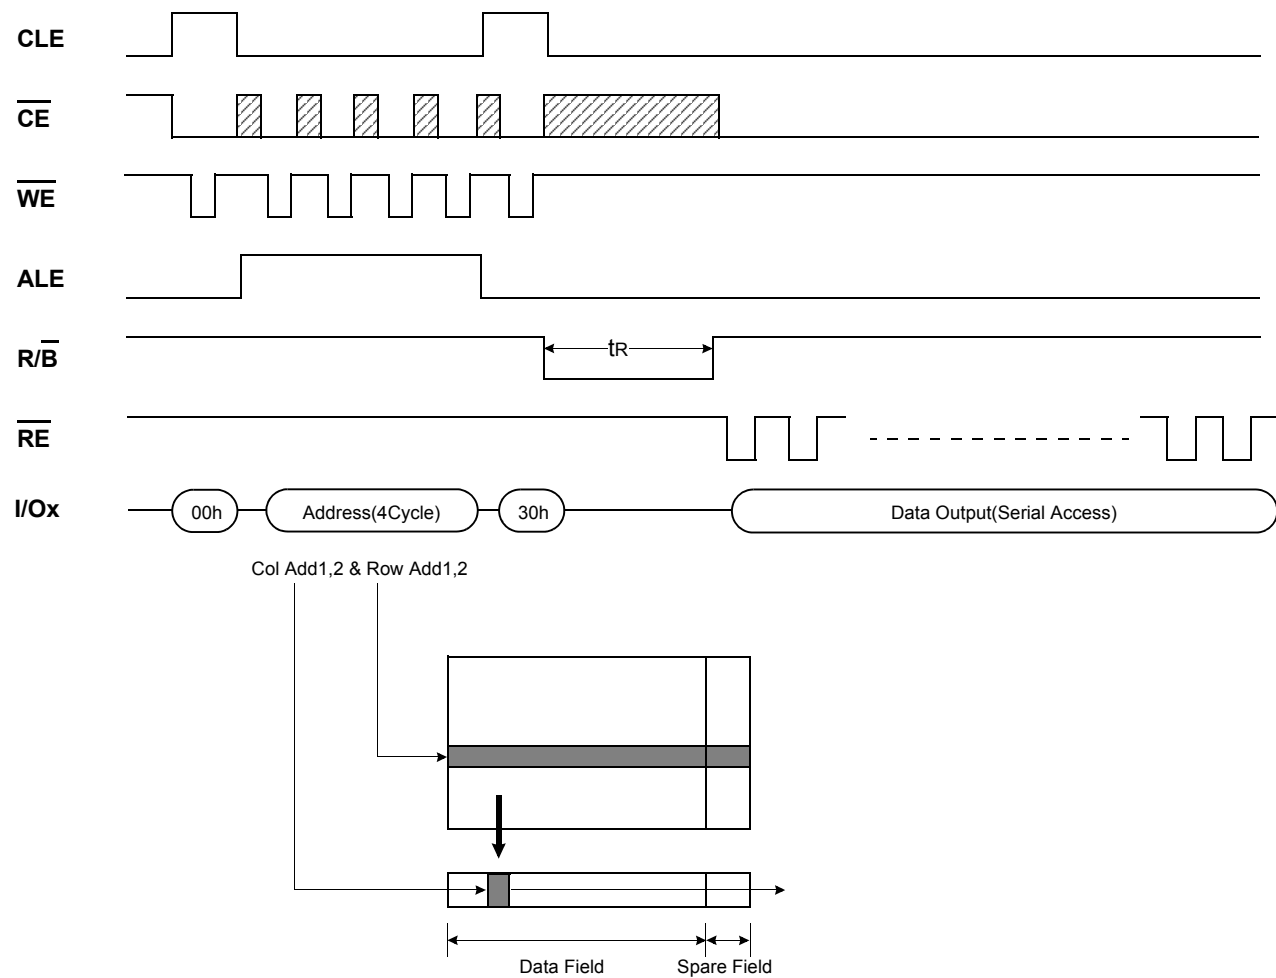 CLE
CE
WE
ALE
R/B
tR
RE
I/Ox
00h
Address(4Cycle)
30h
Data Output(Serial Access)
Col Add1,2 & Row Add1,2
Data Field
Spare Field